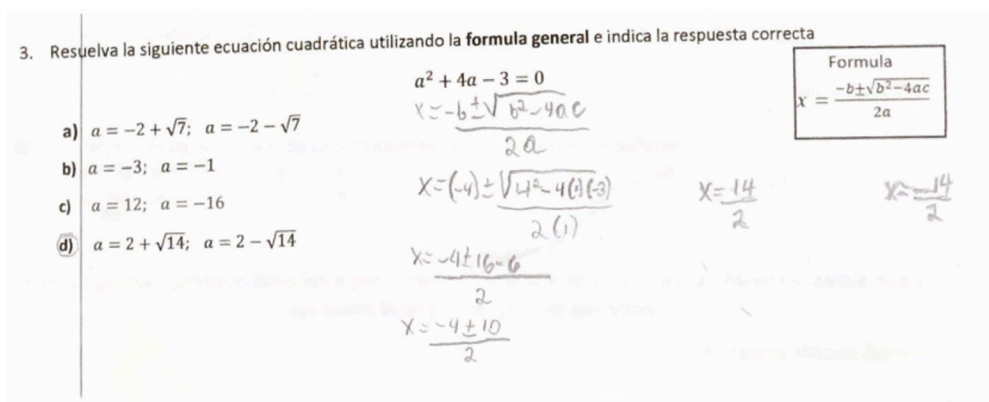 3. Resuelva la siguiente ecuación cuadrática utilizando la formula general e indica la respuesta correcta
a² + 4a − 3 = 0
Formula
x = (-b±√(b²−4ac))/(2a)
a) a = −2 + √7; a = −2 − √7
b) a = −3; a = −1
c) a = 12; a = −16
d) a = 2 + √14; a = 2 − √14
x = -b ± √(b²-4ac)
2a
x = (-4) ± √(4² - 4(1)(-3))
2(1)
x = -4 ± 16-6
2
x = -4 ± 10
2
x = 14
2
x = -14
2